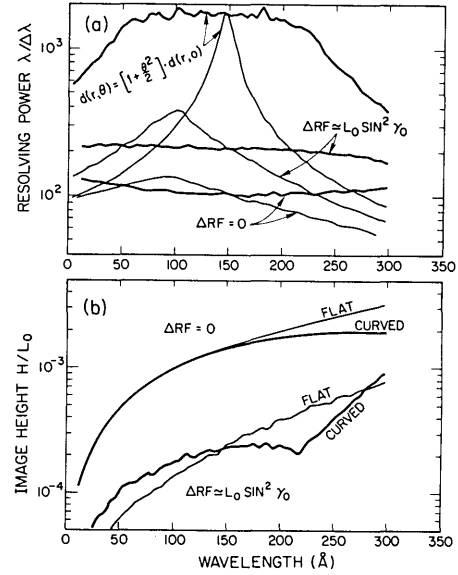 (a)
RESOLVING POWER λ/Δλ
10³
10²
d(r,θ)=[1+θ²/2]·d(r,0)
ΔRF≃L₀ SIN² γ₀
ΔRF=0
0 50 100 150 200 250 300 350
(b)
IMAGE HEIGHT H/L₀
10⁻³
10⁻⁴
ΔRF=0
FLAT
CURVED
FLAT
CURVED
ΔRF≃L₀ SIN² γ₀
0 50 100 150 200 250 300 350
WAVELENGTH (Å)